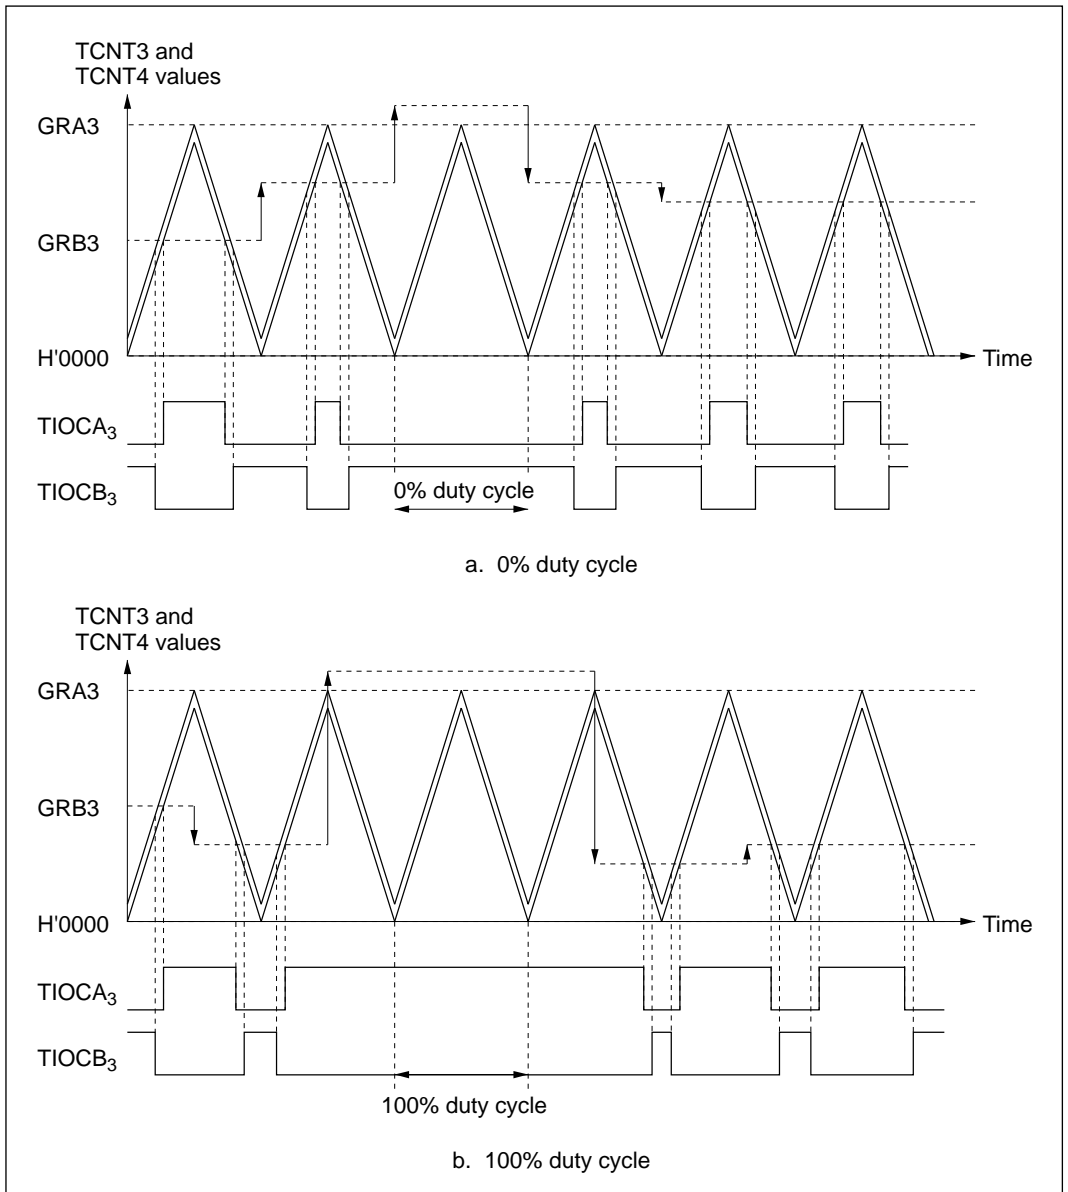 TCNT3 and
TCNT4 values
GRA3
GRB3
H'0000
Time
TIOCA3
TIOCB3
0% duty cycle
a. 0% duty cycle
TCNT3 and
TCNT4 values
GRA3
GRB3
H'0000
Time
TIOCA3
TIOCB3
100% duty cycle
b. 100% duty cycle